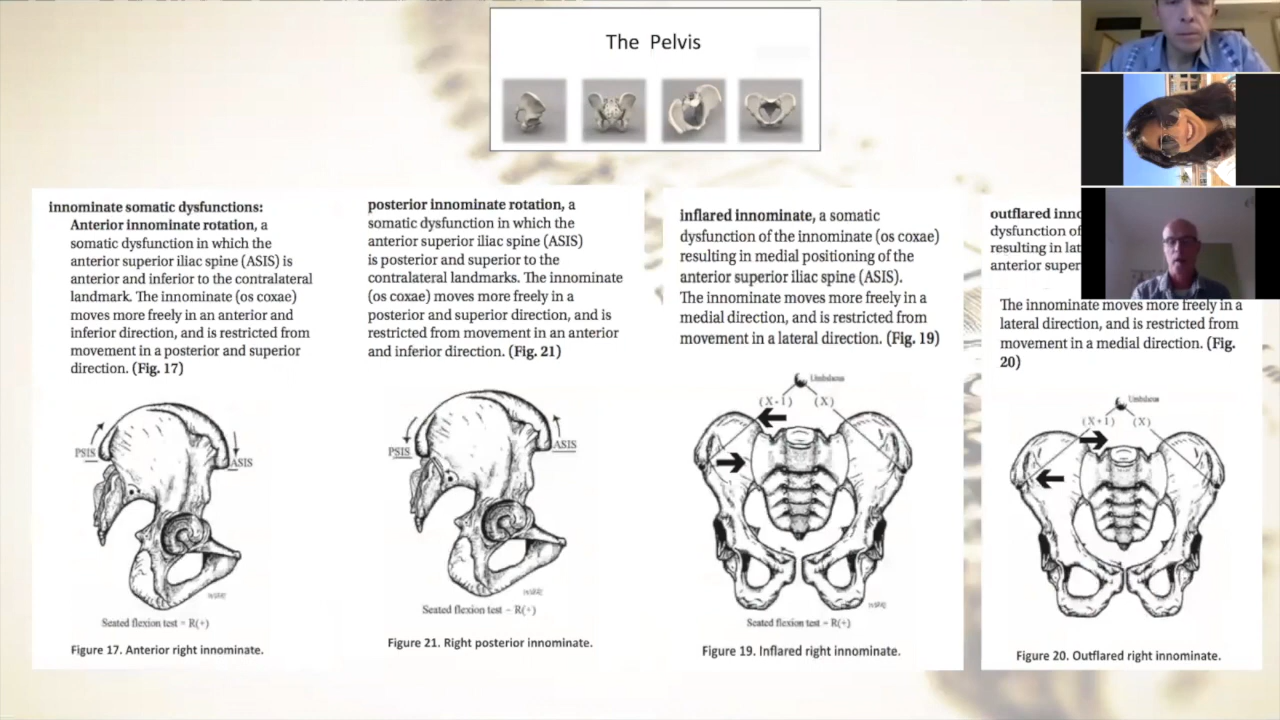 The Pelvis
innominate somatic dysfunctions:
Anterior innominate rotation, a
somatic dysfunction in which the
anterior superior iliac spine (ASIS) is
anterior and inferior to the contralateral
landmark. The innominate (os coxae)
moves more freely in an anterior and
inferior direction, and is restricted from
movement in a posterior and superior
direction. (Fig. 17)
PSIS
ASIS
Seated flexion test = R(+)
Figure 17. Anterior right innominate.
posterior innominate rotation, a
somatic dysfunction in which the
anterior superior iliac spine (ASIS)
is posterior and superior to the
contralateral landmarks. The innominate
(os coxae) moves more freely in a
posterior and superior direction, and is
restricted from movement in an anterior
and inferior direction. (Fig. 21)
PSIS
ASIS
Seated flexion test = R(+)
Figure 21. Right posterior innominate.
inflared innominate, a somatic
dysfunction of the innominate (os coxae)
resulting in medial positioning of the
anterior superior iliac spine (ASIS).
The innominate moves more freely in a
medial direction, and is restricted from
movement in a lateral direction. (Fig. 19)
Umbilicus
(X-1) (X)
Seated flexion test = R(+)
Figure 19. Inflared right innominate.
outflared inno
dysfunction of
resulting in lat
anterior super
The innominate moves more freely in a
lateral direction, and is restricted from
movement in a medial direction. (Fig.
20)
Umbilicus
(X+1) (X)
Figure 20. Outflared right innominate.